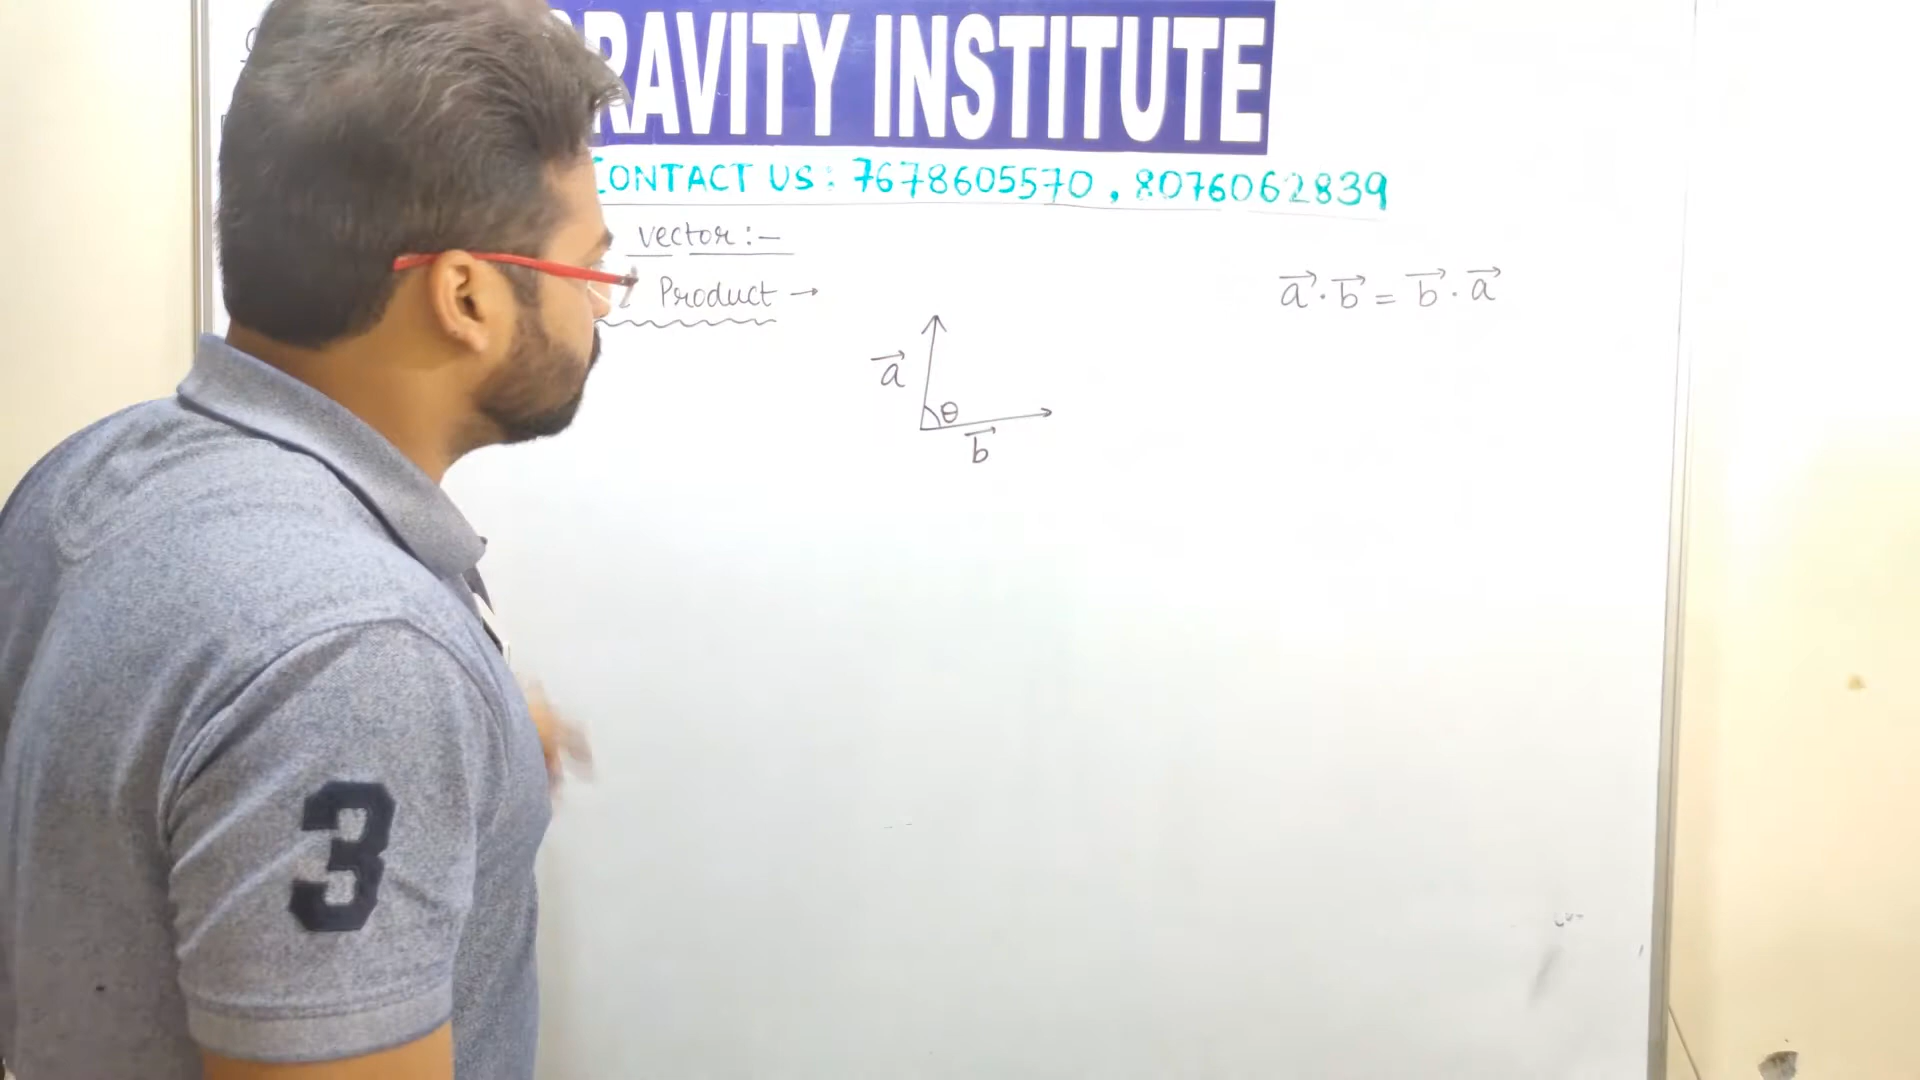 RAVITY INSTITUTE
CONTACT US : 7678605570 , 8076062839
vector :-
Product →
a⃗ · b⃗ = b⃗ · a⃗
a⃗
θ
b⃗
3